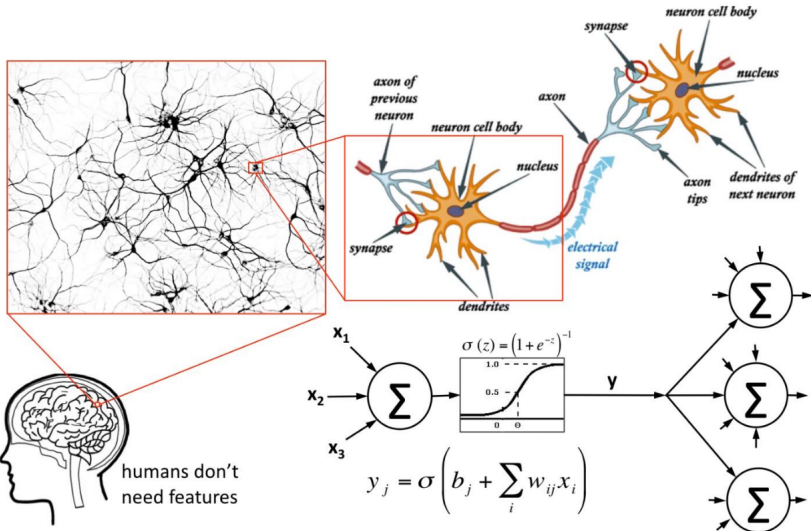 neuron cell body
synapse
nucleus
axon of
previous
neuron
axon
neuron cell body
nucleus
dendrites of
next neuron
axon
tips
synapse
electrical
signal
dendrites
x₁
x₂
x₃
Σ
σ(z) = (1 + e⁻ᶻ)⁻¹
1.0
0.5
0 Θ
y
Σ
Σ
Σ
humans don't
need features
y_j = σ(b_j + Σ_i w_ij x_i)